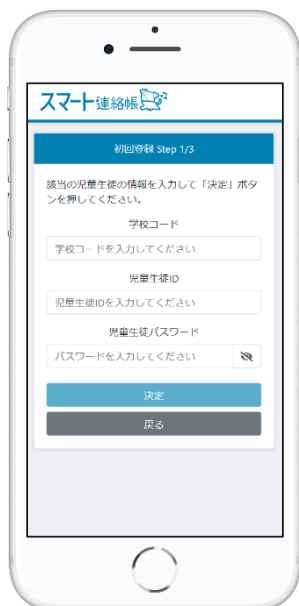 スマート連絡帳
初回登録 Step 1/3
該当の児童生徒の情報を入力して「決定」ボタ
ンを押してください。
学校コード
学校コードを入力してください
児童生徒ID
児童生徒IDを入力してください
児童生徒パスワード
パスワードを入力してください
決定
戻る